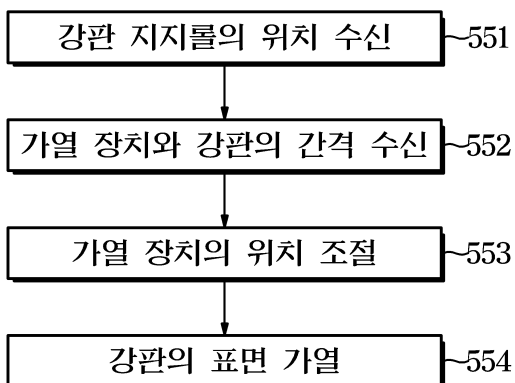 강판 지지롤의 위치 수신 551
가열 장치와 강판의 간격 수신 552
가열 장치의 위치 조절 553
강판의 표면 가열 554